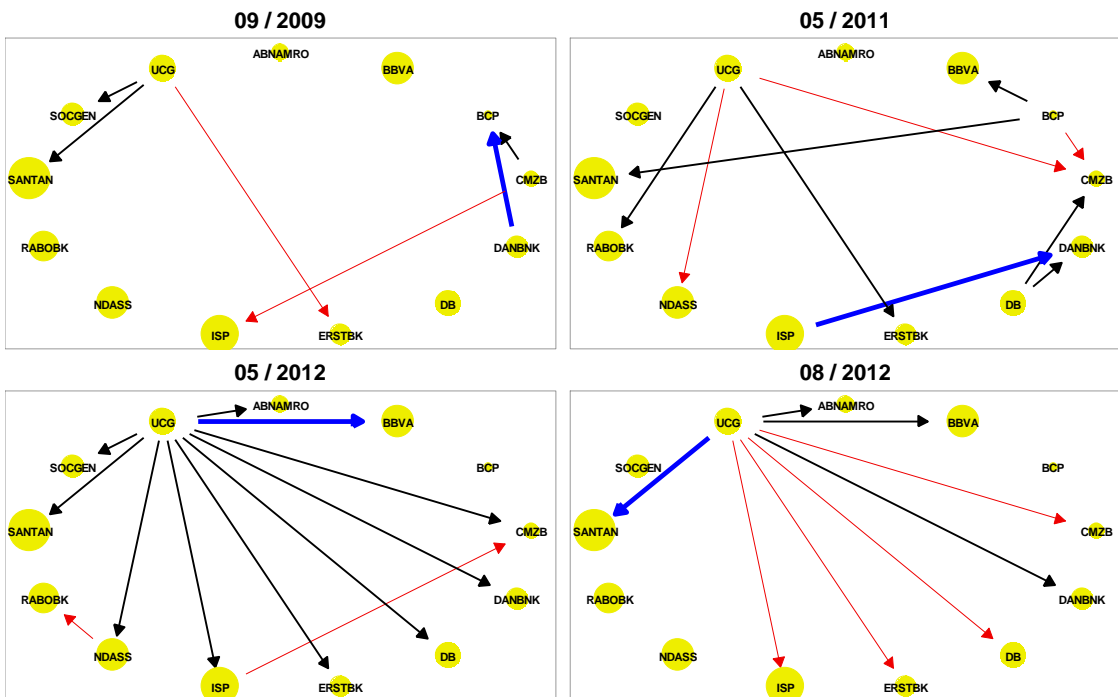 09 / 2009
ABNAMRO
UCG
BBVA
SOCGEN
BCP
SANTAN
CMZB
RABOBK
DANBNK
NDASS
DB
ISP
ERSTBK
05 / 2011
ABNAMRO
UCG
BBVA
SOCGEN
BCP
SANTAN
CMZB
RABOBK
DANBNK
NDASS
DB
ISP
ERSTBK
05 / 2012
ABNAMRO
UCG
BBVA
SOCGEN
BCP
SANTAN
CMZB
RABOBK
DANBNK
NDASS
DB
ISP
ERSTBK
08 / 2012
ABNAMRO
UCG
BBVA
SOCGEN
BCP
SANTAN
CMZB
RABOBK
DANBNK
NDASS
DB
ISP
ERSTBK